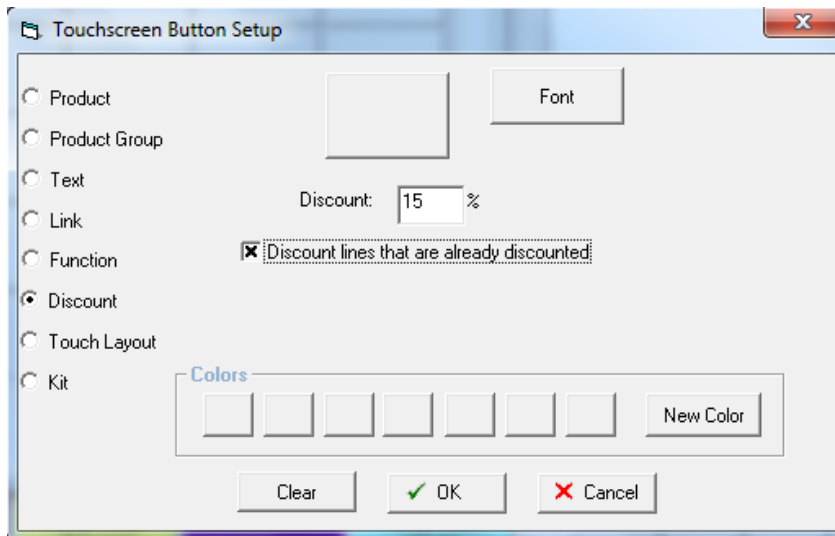 Touchscreen Button Setup
Product
Product Group
Text
Link
Function
Discount
Touch Layout
Kit
Font
Discount: 15 %
Discount lines that are already discounted
Colors
New Color
Clear
OK
Cancel